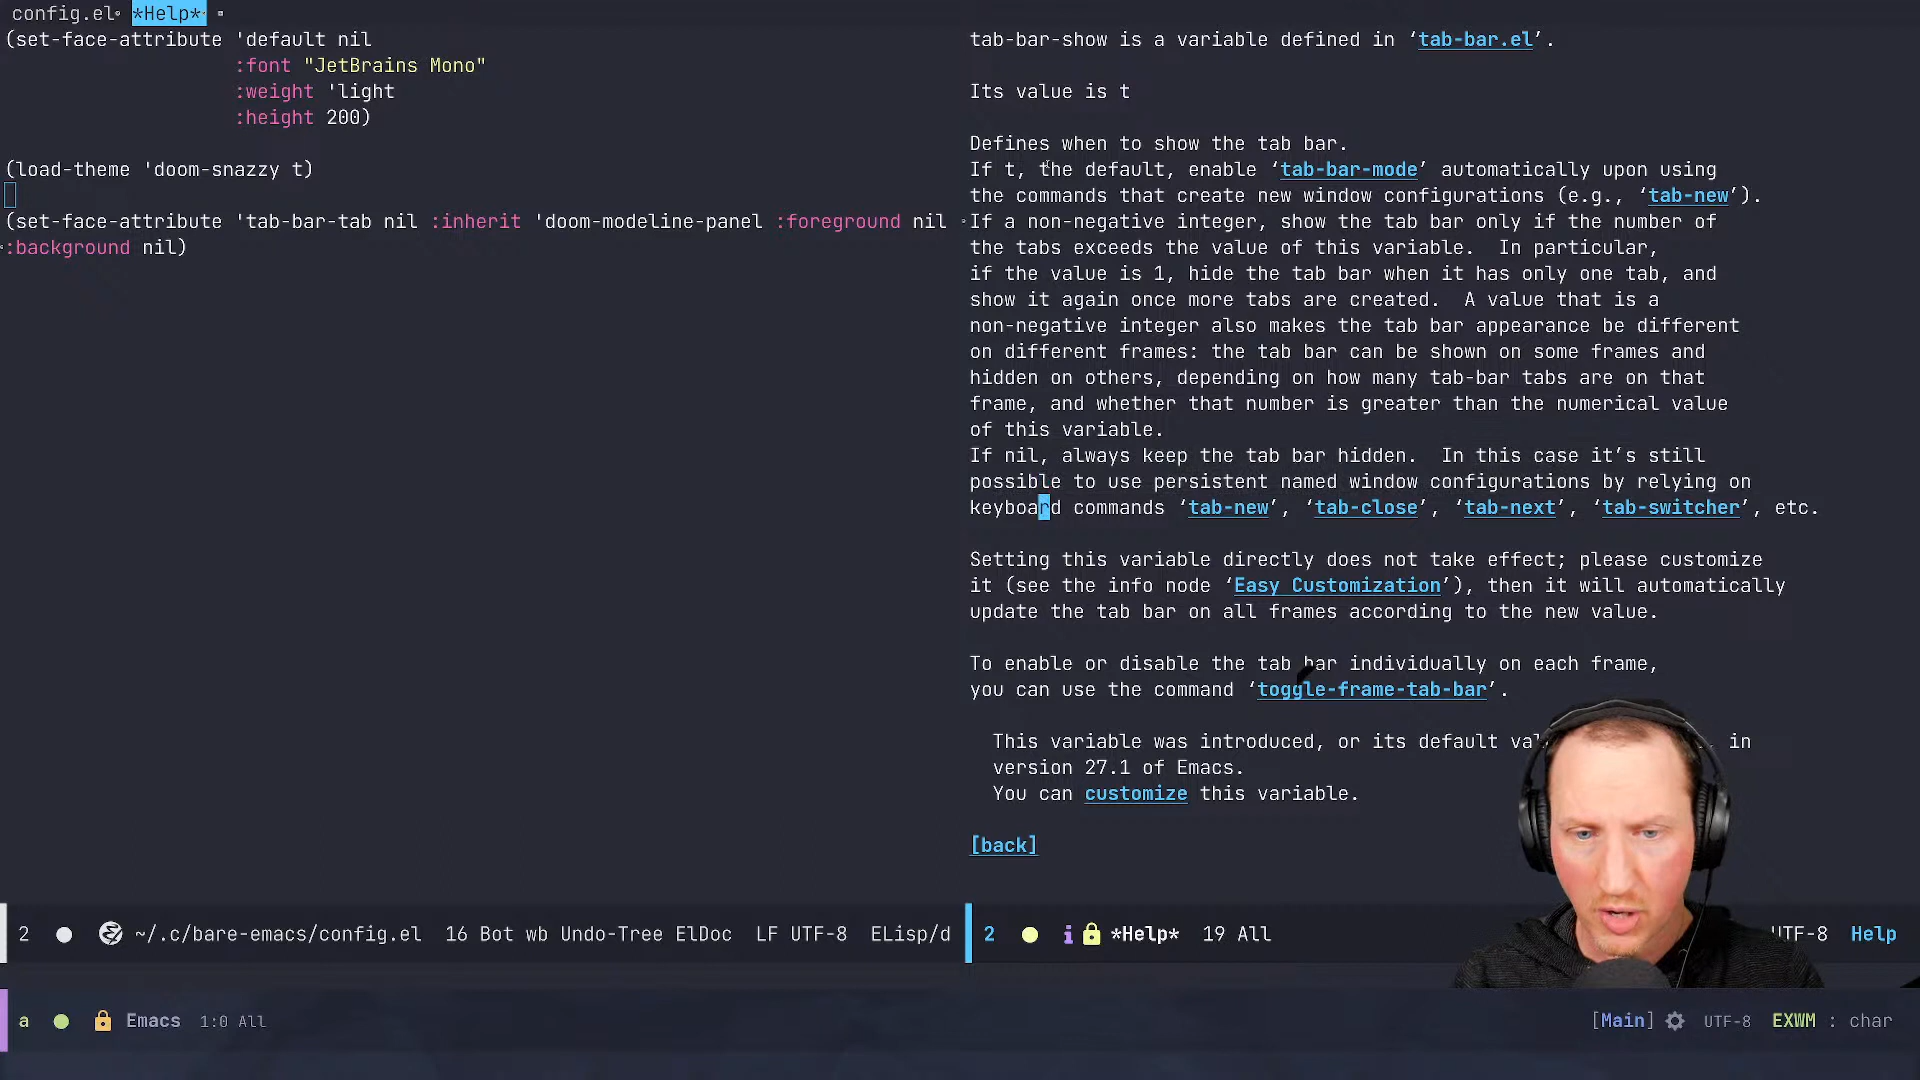 config.el *Help*
(set-face-attribute 'default nil
:font "JetBrains Mono"
:weight 'light
:height 200)
(load-theme 'doom-snazzy t)
(set-face-attribute 'tab-bar-tab nil :inherit 'doom-modeline-panel :foreground nil
:background nil)
2 ~/.c/bare-emacs/config.el 16 Bot wb Undo-Tree ElDoc LF UTF-8 ELisp/d
tab-bar-show is a variable defined in ‘tab-bar.el’.
Its value is t
Defines when to show the tab bar.
If t, the default, enable ‘tab-bar-mode’ automatically upon using
the commands that create new window configurations (e.g., ‘tab-new’).
If a non-negative integer, show the tab bar only if the number of
the tabs exceeds the value of this variable.  In particular,
if the value is 1, hide the tab bar when it has only one tab, and
show it again once more tabs are created.  A value that is a
non-negative integer also makes the tab bar appearance be different
on different frames: the tab bar can be shown on some frames and
hidden on others, depending on how many tab-bar tabs are on that
frame, and whether that number is greater than the numerical value
of this variable.
If nil, always keep the tab bar hidden.  In this case it’s still
possible to use persistent named window configurations by relying on
keyboard commands ‘tab-new’, ‘tab-close’, ‘tab-next’, ‘tab-switcher’, etc.
Setting this variable directly does not take effect; please customize
it (see the info node ‘Easy Customization’), then it will automatically
update the tab bar on all frames according to the new value.
To enable or disable the tab bar individually on each frame,
you can use the command ‘toggle-frame-tab-bar’.
This variable was introduced, or its default in
version 27.1 of Emacs.
You can customize this variable.
[back]
2 i *Help* 19 All UTF-8 Help
a Emacs 1:0 All [Main] UTF-8 EXWM : char